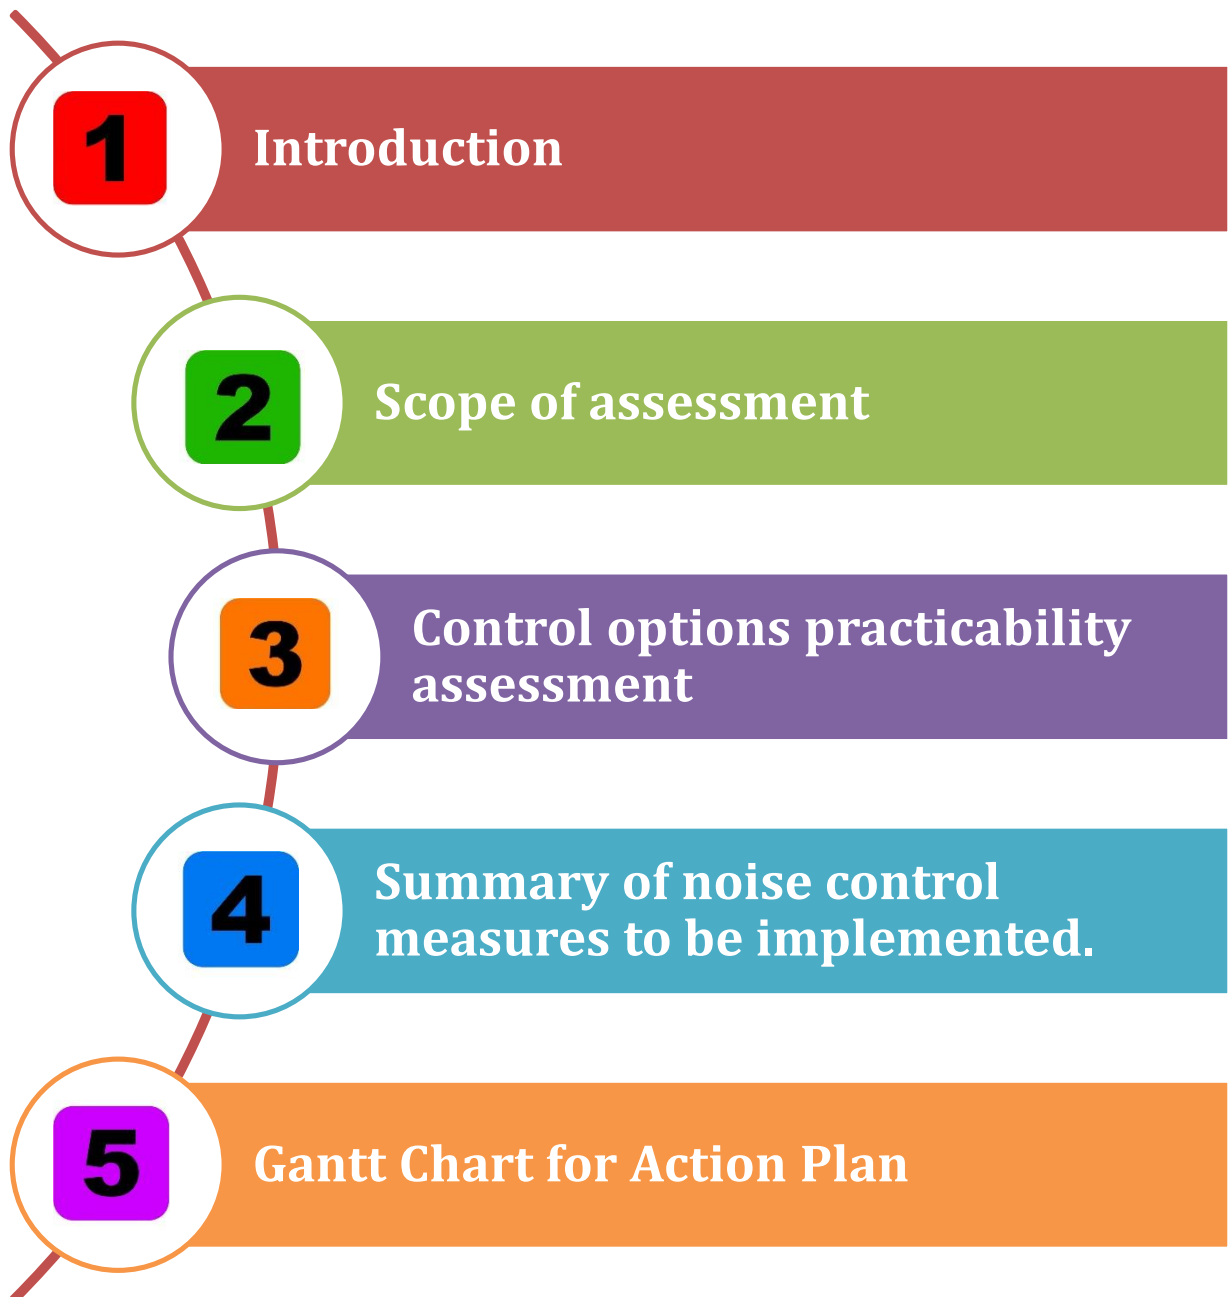 1
Introduction
2
Scope of assessment
3
Control options practicability
assessment
4
Summary of noise control
measures to be implemented.
5
Gantt Chart for Action Plan